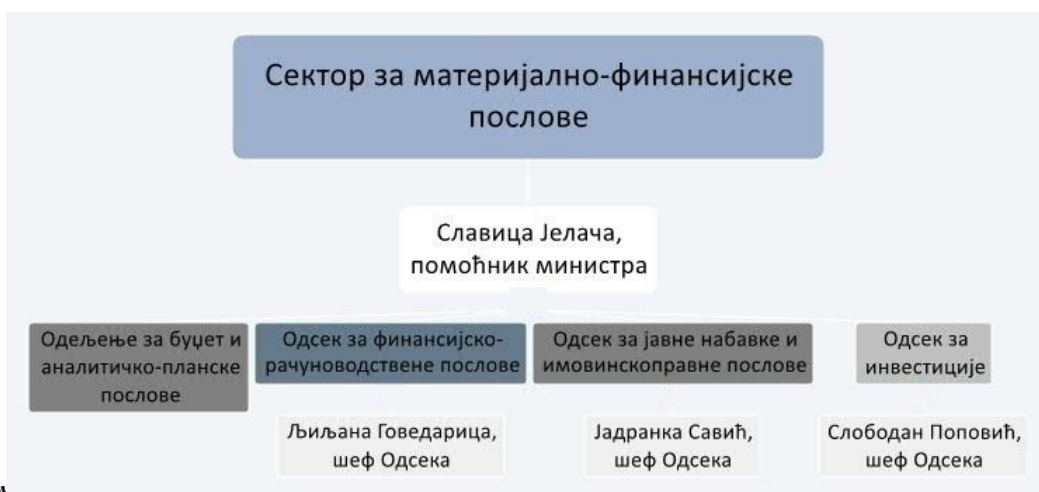 Сектор за материјално-финансијске
послове
Славица Јелача,
помоћник министра
Одељење за буџет и
аналитичко-планске
послове
Одсек за финансијско-
рачуноводствене послове
Одсек за јавне набавке и
имовинскоправне послове
Одсек за
инвестиције
Љиљана Говедарица,
шеф Одсека
Јадранка Савић,
шеф Одсека
Слободан Поповић,
шеф Одсека